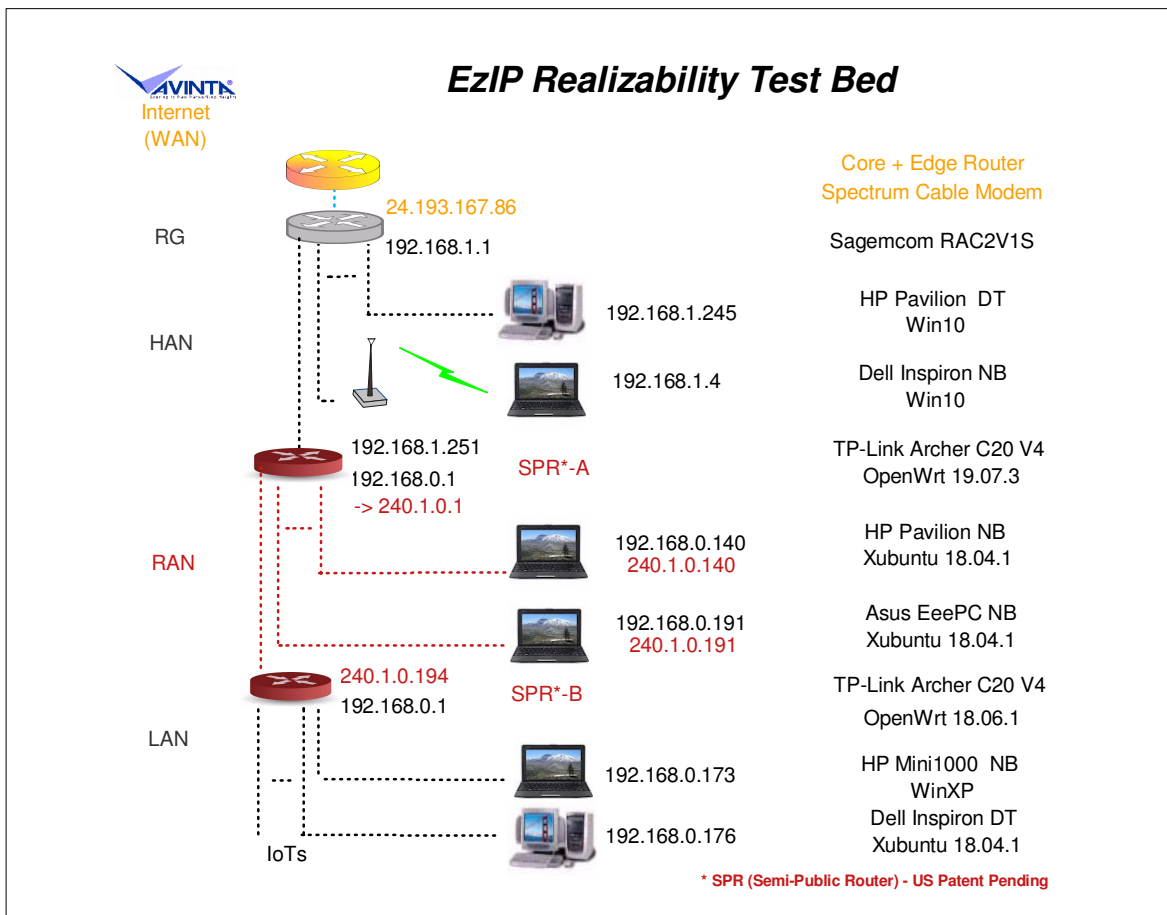 AVINTA®
EzIP Realizability Test Bed
Internet
(WAN)
Core + Edge Router
Spectrum Cable Modem
24.193.167.86
RG
192.168.1.1
Sagemcom RAC2V1S
192.168.1.245
HP Pavilion DT
Win10
HAN
192.168.1.4
Dell Inspiron NB
Win10
192.168.1.251
192.168.0.1
-> 240.1.0.1
SPR*-A
TP-Link Archer C20 V4
OpenWrt 19.07.3
RAN
192.168.0.140
240.1.0.140
HP Pavilion NB
Xubuntu 18.04.1
192.168.0.191
240.1.0.191
Asus EeePC NB
Xubuntu 18.04.1
240.1.0.194
192.168.0.1
SPR*-B
TP-Link Archer C20 V4
OpenWrt 18.06.1
LAN
192.168.0.173
HP Mini1000 NB
WinXP
192.168.0.176
Dell Inspiron DT
Xubuntu 18.04.1
IoTs
* SPR (Semi-Public Router) - US Patent Pending